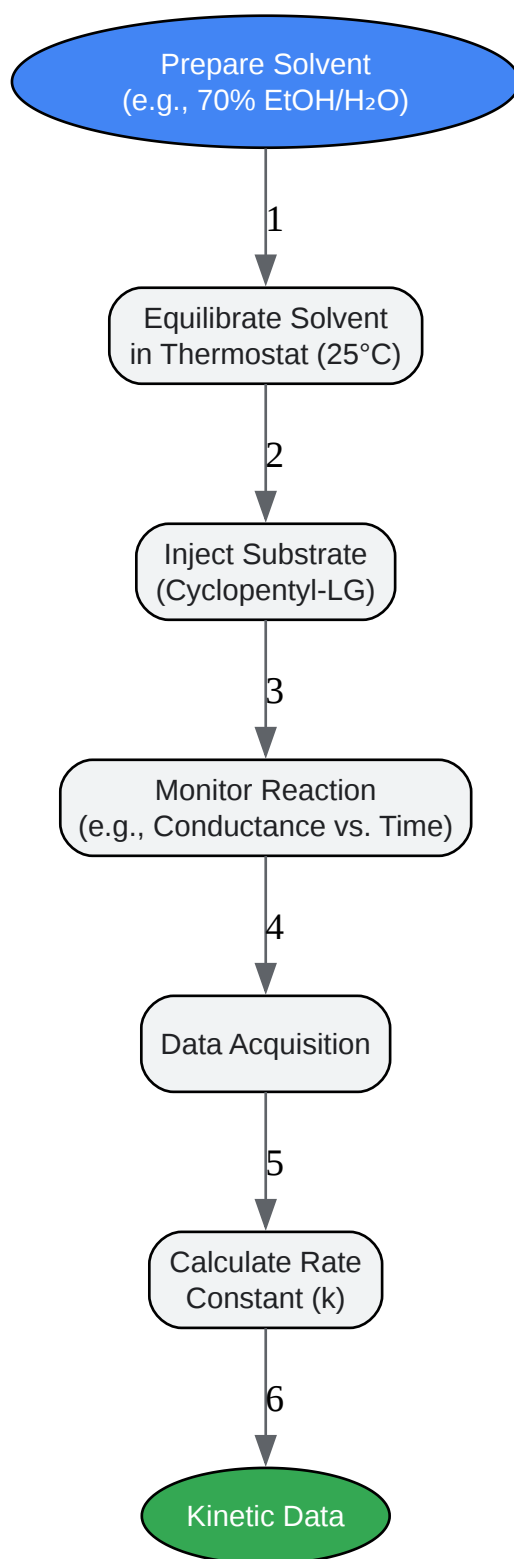 Prepare Solvent
(e.g., 70% EtOH/H₂O)
1
Equilibrate Solvent
in Thermostat (25°C)
2
Inject Substrate
(Cyclopentyl-LG)
3
Monitor Reaction
(e.g., Conductance vs. Time)
4
Data Acquisition
5
Calculate Rate
Constant (k)
6
Kinetic Data